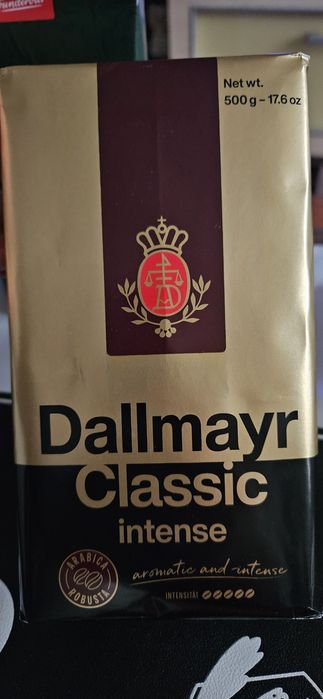 Net wt.
500 g – 17.6 oz
Dallmayr
Classic
intense
ARABICA
ROBUSTA
aromatic and intense
INTENSITÄT